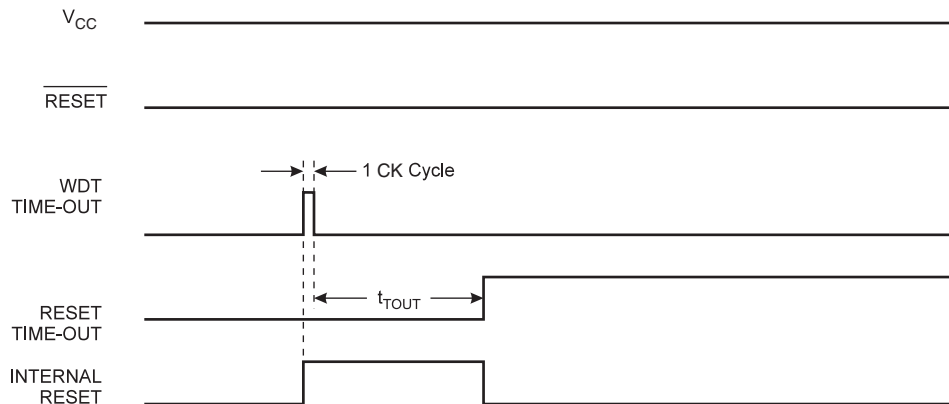 VCC
RESET
1 CK Cycle
WDT
TIME-OUT
tTOUT
RESET
TIME-OUT
INTERNAL
RESET